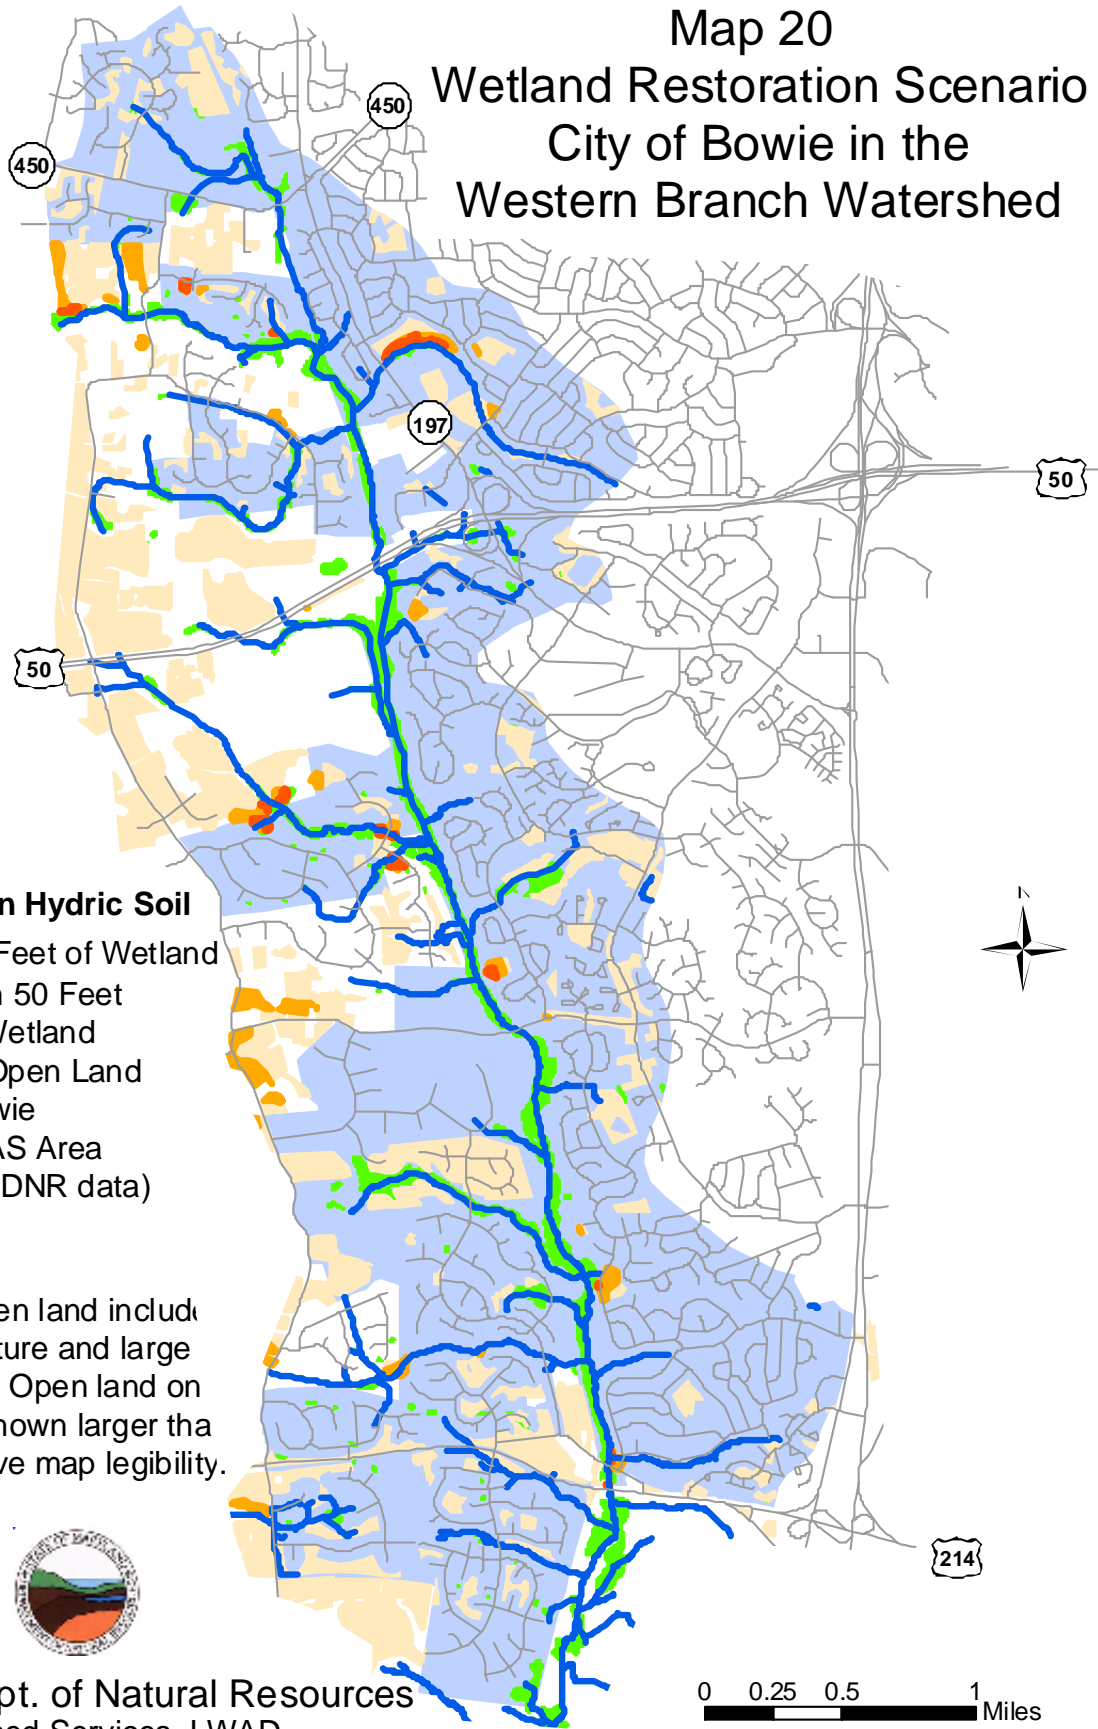 Map 20
Wetland Restoration Scenario
City of Bowie in the
Western Branch Watershed
450
450
197
50
50
n Hydric Soil
Feet of Wetland
n 50 Feet
Wetland
Open Land
wie
AS Area
DNR data)
N
en land include
ture and large
Open land on
hown larger tha
ve map legibility.
214
pt. of Natural Resources
0 0.25 0.5 1
Miles